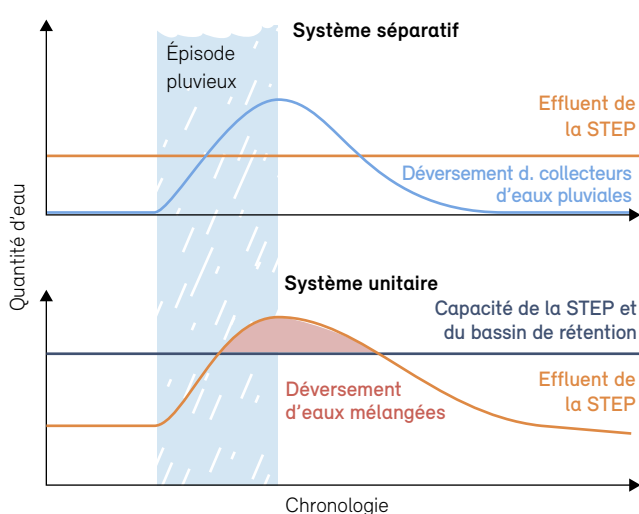 Système séparatif
Épisode
pluvieux
Effluent de
la STEP
Déversement d. collecteurs
d'eaux pluviales
Quantité d'eau
Système unitaire
Capacité de la STEP et
du bassin de rétention
Déversement
d'eaux mélangées
Effluent de
la STEP
Chronologie